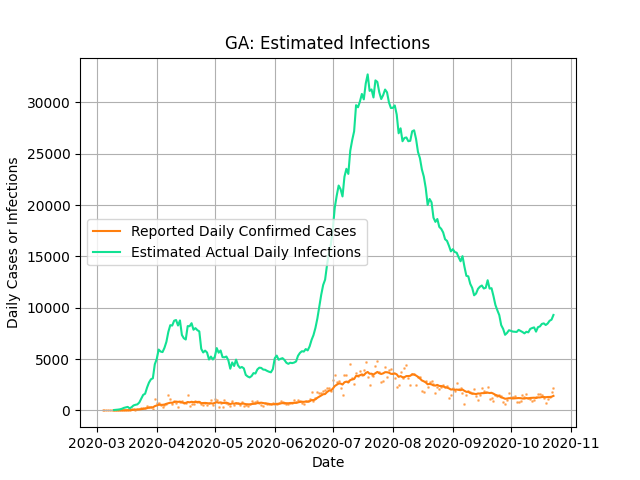 GA: Estimated Infections
Daily Cases or Infections
30000
25000
20000
15000
10000
5000
0
Reported Daily Confirmed Cases
Estimated Actual Daily Infections
2020-03 2020-04 2020-05 2020-06 2020-07 2020-08 2020-09 2020-10 2020-11
Date